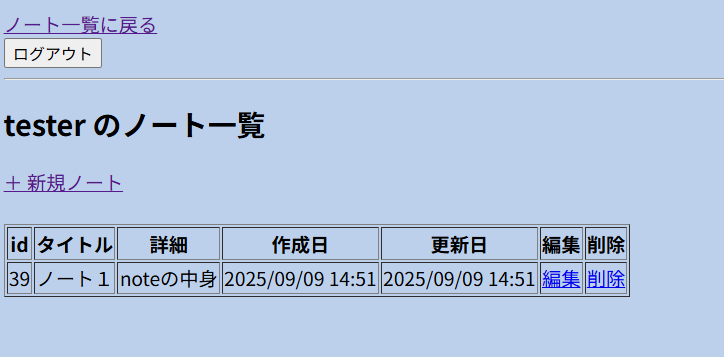 ノート一覧に戻る
ログアウト
tester のノート一覧
＋ 新規ノート
id タイトル 詳細 作成日 更新日 編集 削除
39 ノート１ noteの中身 2025/09/09 14:51 2025/09/09 14:51 編集 削除